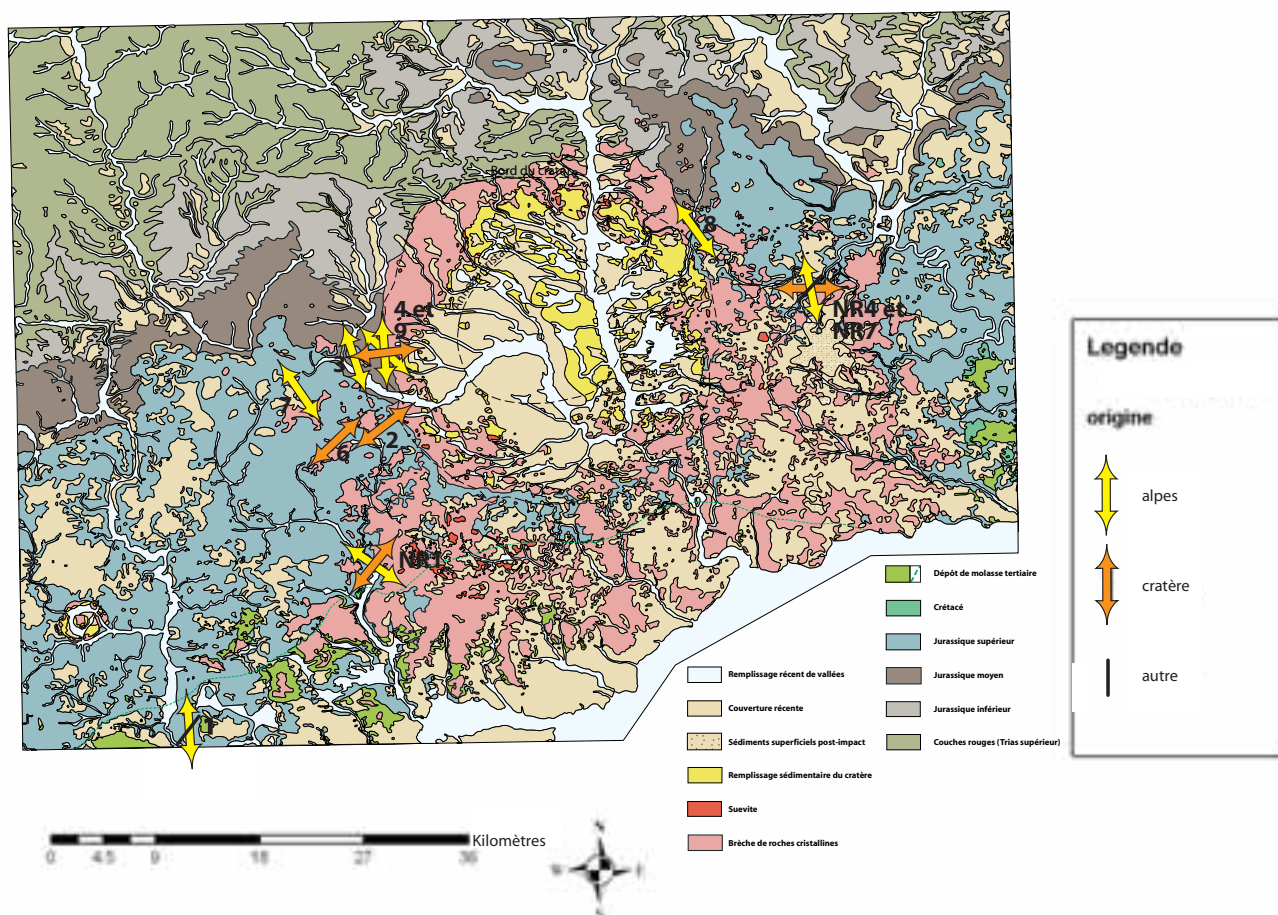 Bord du cratère
8
4 et
9
NR4 et
NR7
7
2
6
NR1
1
Legende
origine
alpes
cratère
autre
Dépôt de molasse tertiaire
Crétacé
Jurassique supérieur
Remplissage récent de vallées
Jurassique moyen
Couverture récente
Jurassique inférieur
Sédiments superficiels post-impact
Couches rouges (Trias supérieur)
Remplissage sédimentaire du cratère
Suevite
Brèche de roches cristallines
Kilomètres
0 4.5 9 18 27 36
N
W E
S